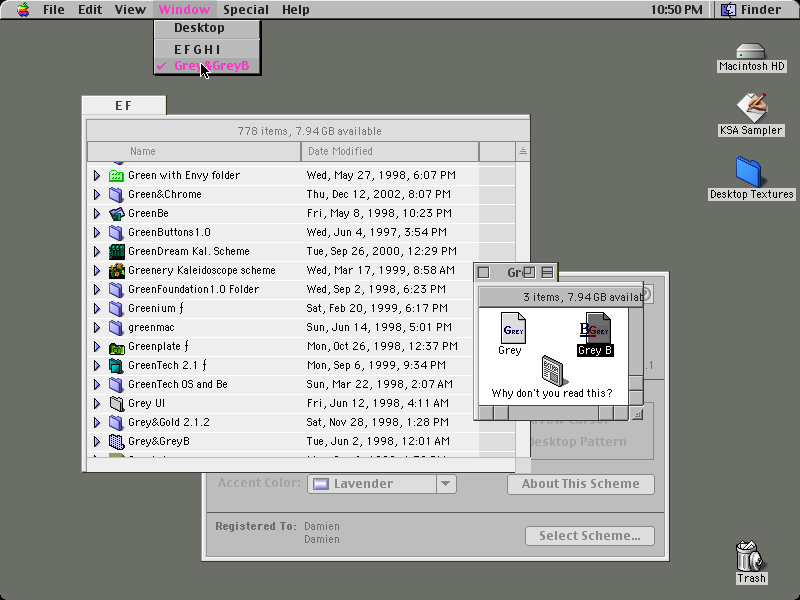 File Edit View Window Special Help 10:50 PM Finder
Desktop
E F G H I
Grey&GreyB
Macintosh HD
KSA Sampler
Desktop Textures
E F
778 items, 7.94 GB available
Name Date Modified
Green with Envy folder Wed, May 27, 1998, 6:07 PM
Green&Chrome Thu, Dec 12, 2002, 8:07 PM
GreenBe Fri, May 8, 1998, 10:23 PM
GreenButtons1.0 Wed, Jun 4, 1997, 3:54 PM
GreenDream Kal. Scheme Tue, Sep 26, 2000, 12:29 PM
Greenery Kaleidoscope scheme Wed, Mar 17, 1999, 8:58 AM
GreenFoundation1.0 Folder Wed, Sep 2, 1998, 6:23 PM
Greenium ƒ Sat, Feb 20, 1999, 6:17 PM
greenmac Sun, Jun 14, 1998, 5:01 PM
Greenplate ƒ Mon, Oct 26, 1998, 12:37 PM
GreenTech 2.1 ƒ Mon, Sep 6, 1999, 9:34 PM
GreenTech OS and Be Sun, Mar 22, 1998, 2:07 AM
Grey UI Fri, Jun 12, 1998, 4:11 AM
Grey&Gold 2.1.2 Sat, Nov 28, 1998, 1:28 PM
Grey&GreyB Tue, Jun 2, 1998, 12:01 AM
Gr
3 items, 7.94 GB availab
GREY
BGREY
Grey
Grey B
Why don't you read this?
.1
Arrow Cursor
Desktop Pattern
Accent Color: Lavender About This Scheme
Registered To: Damien
Damien
Select Scheme...
Trash